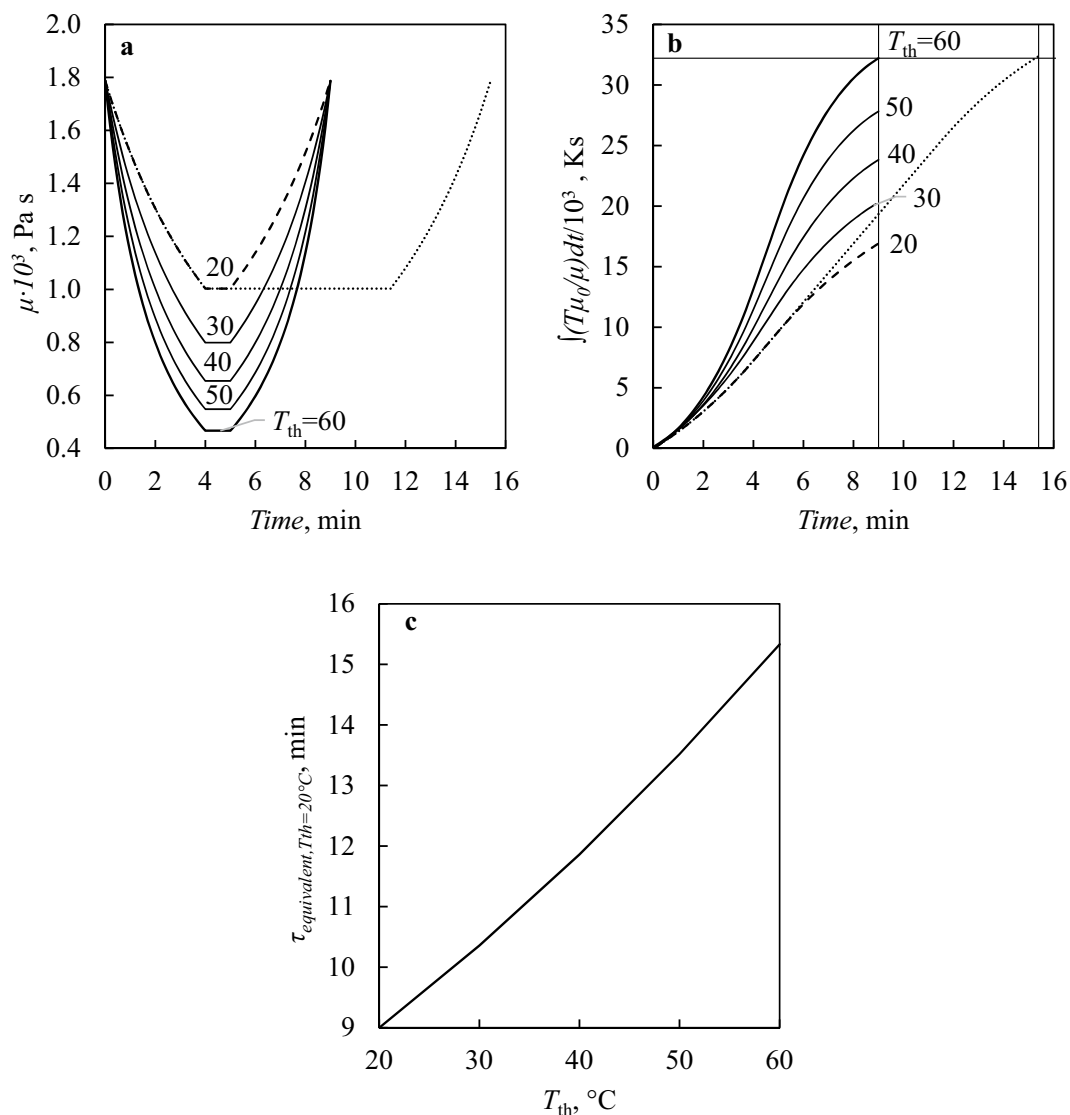 a
2.0
1.8
1.6
1.4
1.2
1.0
0.8
0.6
0.4
μ·10³, Pa s
20
30
40
50
T_th=60
0 2 4 6 8 10 12 14 16
Time, min
b
35
30
25
20
15
10
5
0
∫(Tμ₀/μ)dt/10³ , Ks
T_th=60
50
40
30
20
0 2 4 6 8 10 12 14 16
Time, min
c
16
15
14
13
12
11
10
9
τ_equivalent,Tth=20°C, min
20 30 40 50 60
T_th, °C